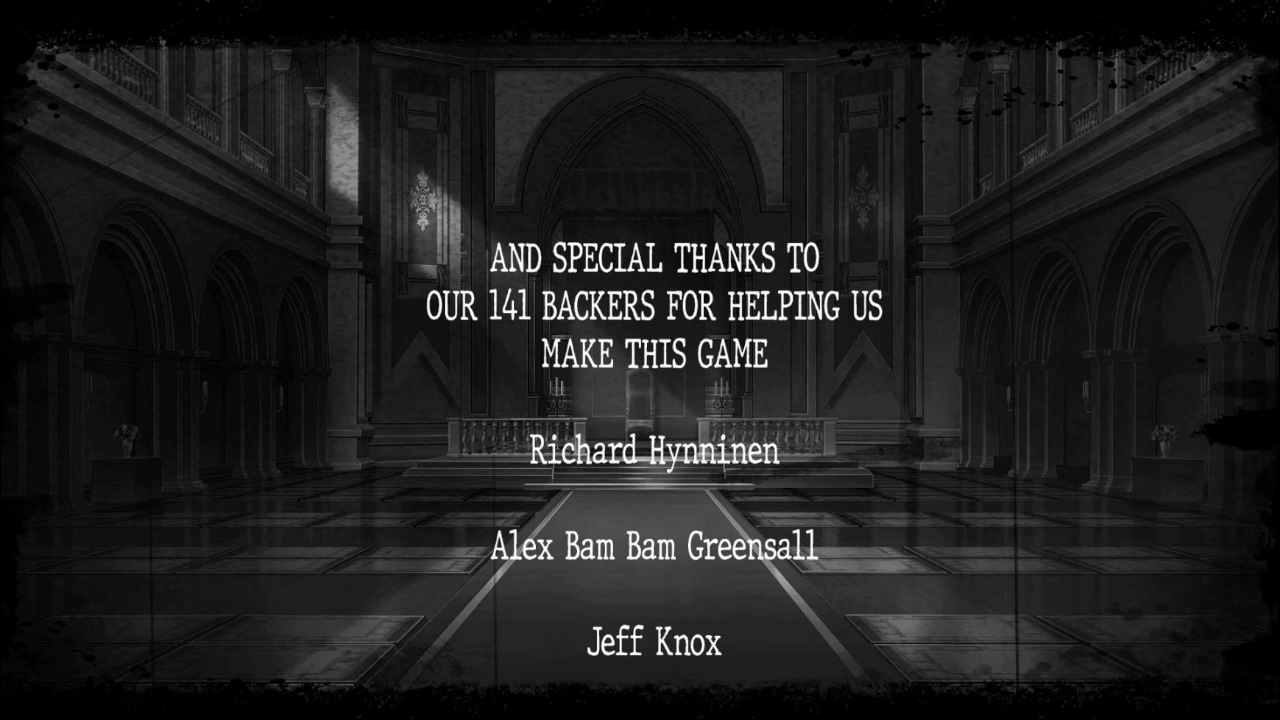 AND SPECIAL THANKS TO
OUR 141 BACKERS FOR HELPING US
MAKE THIS GAME
Richard Hynninen
Alex Bam Bam Greensall
Jeff Knox